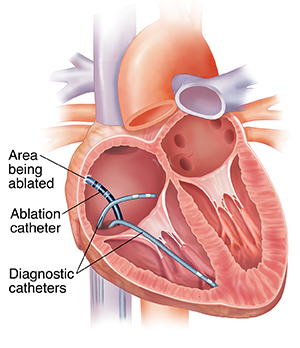 Area
being
ablated
Ablation
catheter
Diagnostic
catheters